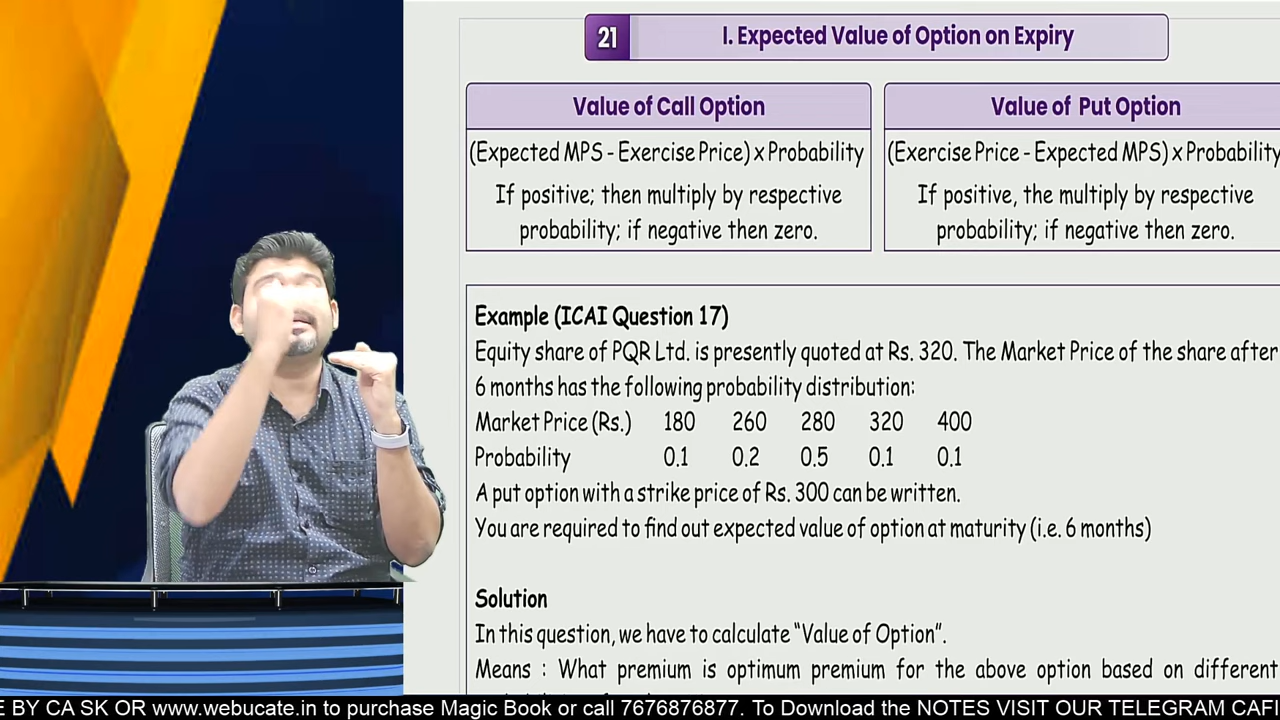 21
I. Expected Value of Option on Expiry
Value of Call Option
(Expected MPS - Exercise Price) x Probability
If positive; then multiply by respective
probability; if negative then zero.
Value of Put Option
(Exercise Price - Expected MPS) x Probability
If positive, the multiply by respective
probability; if negative then zero.
Example (ICAI Question 17)
Equity share of PQR Ltd. is presently quoted at Rs. 320. The Market Price of the share after
6 months has the following probability distribution:
Market Price (Rs.) 180 260 280 320 400
Probability 0.1 0.2 0.5 0.1 0.1
A put option with a strike price of Rs. 300 can be written.
You are required to find out expected value of option at maturity (i.e. 6 months)
Solution
In this question, we have to calculate “Value of Option”.
Means : What premium is optimum premium for the above option based on different
E BY CA SK OR www.webucate.in to purchase Magic Book or call 7676876877. To Download the NOTES VISIT OUR TELEGRAM CAFI